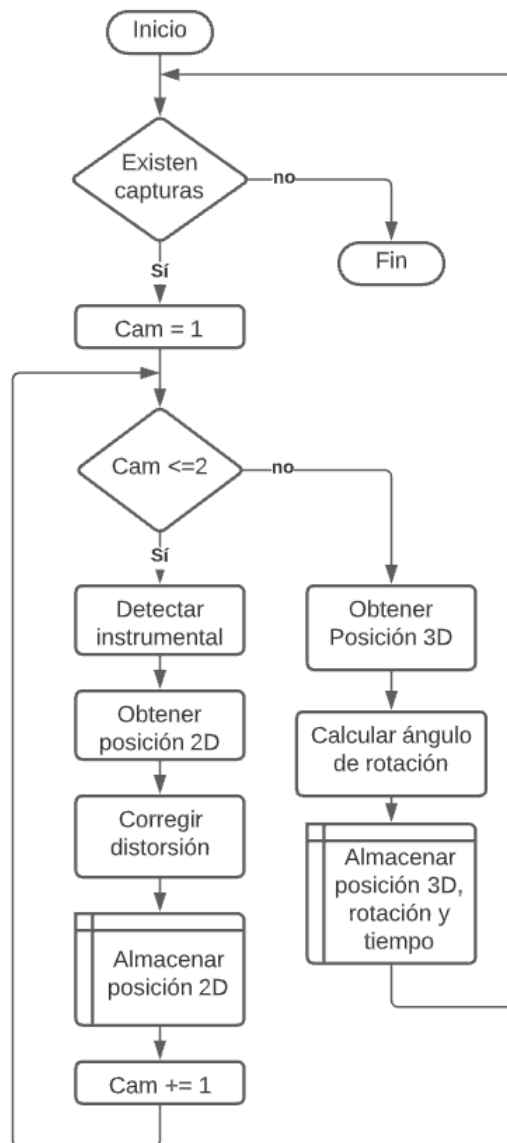 Inicio
Existen
capturas
no
Fin
Sí
Cam = 1
Cam <=2
no
Sí
Detectar
instrumental
Obtener
posición 2D
Corregir
distorsión
Almacenar
posición 2D
Cam += 1
Obtener
Posición 3D
Calcular ángulo
de rotación
Almacenar
posición 3D,
rotación y
tiempo